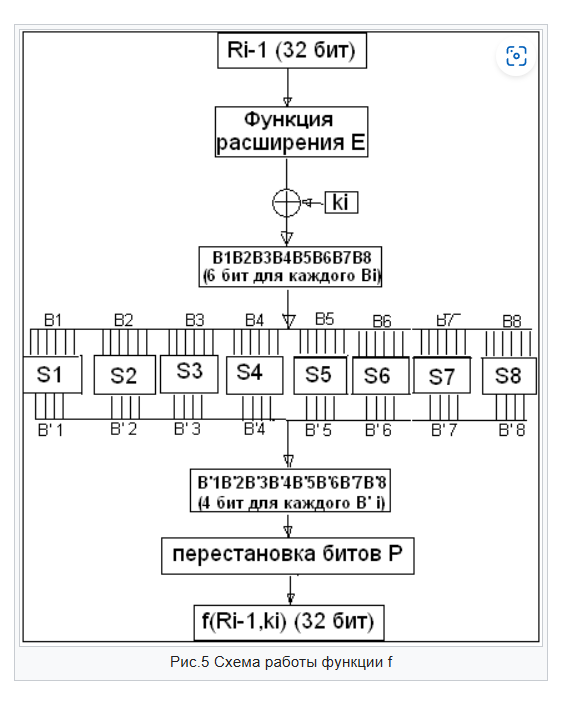 Ri-1 (32 бит)
Функция
расширения E
ki
B1B2B3B4B5B6B7B8
(6 бит для каждого Bi)
B1 B2 B3 B4 B5 B6 B7 B8
S1 S2 S3 S4 S5 S6 S7 S8
B'1 B'2 B'3 B'4 B'5 B'6 B'7 B'8
B'1B'2B'3B'4B'5B'6B'7B'8
(4 бит для каждого B' i)
перестановка битов P
f(Ri-1,ki) (32 бит)
Рис.5 Схема работы функции f